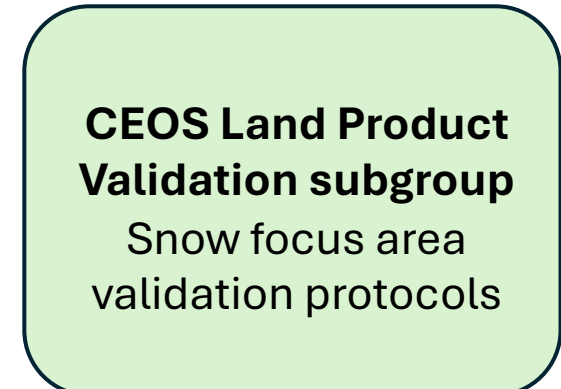 CEOS Land Product
Validation subgroup
Snow focus area
validation protocols